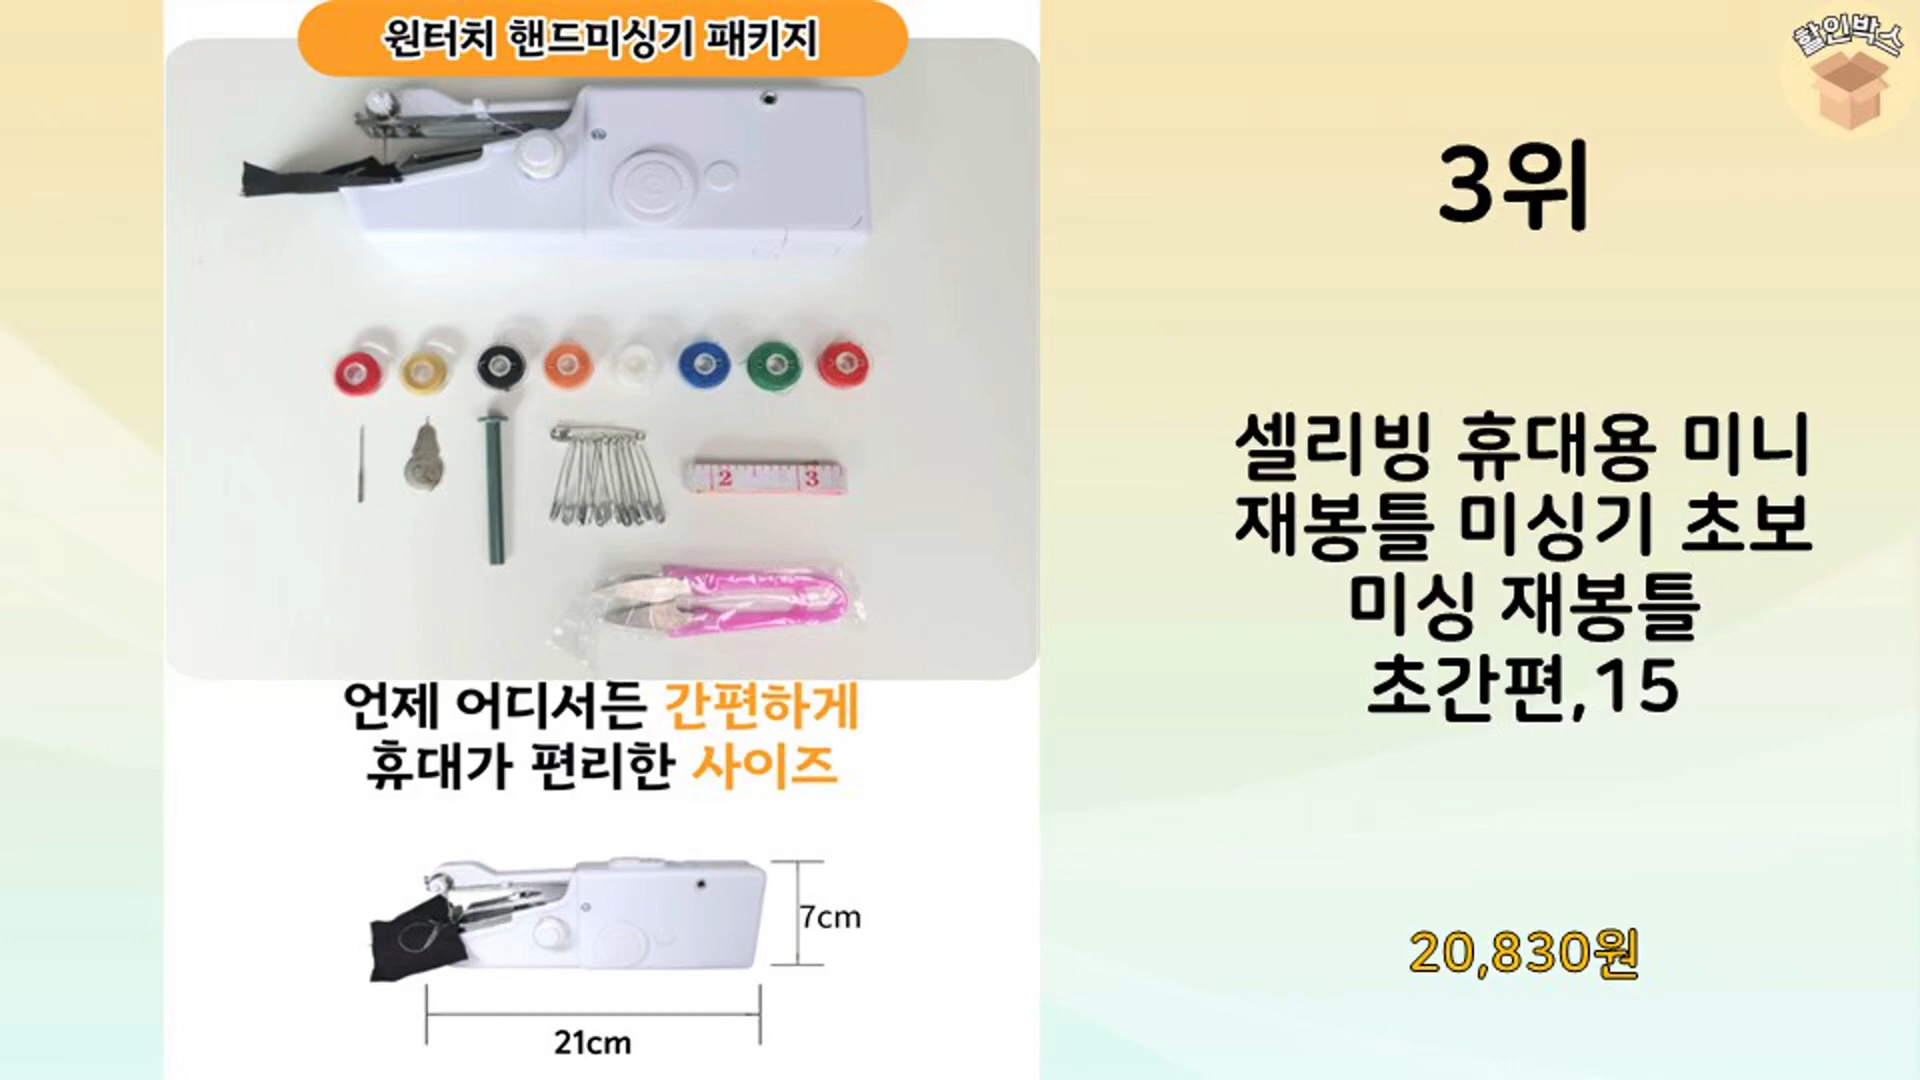 원터치 핸드미싱기 패키지
2 3
언제 어디서든 간편하게
휴대가 편리한 사이즈
7cm
21cm
할인박스
3위
셀리빙 휴대용 미니
재봉틀 미싱기 초보
미싱 재봉틀
초간편,15
20,830원